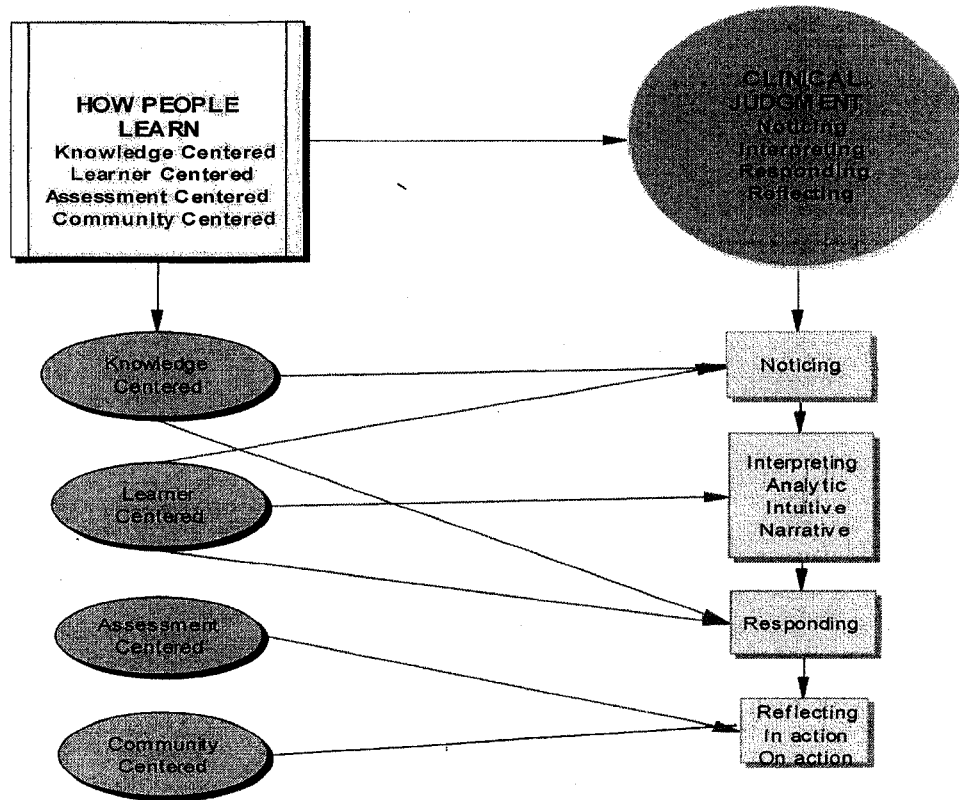 HOW PEOPLE
LEARN
Knowledge Centered
Learner Centered
Assessment Centered
Community Centered
CLINICAL
JUDGMENT
Noticing
Interpreting
Responding
Reflecting
Knowledge
Centered
Learner
Centered
Assessment
Centered
Community
Centered
Noticing
Interpreting
Analytic
Intuitive
Narrative
Responding
Reflecting
In action
On action